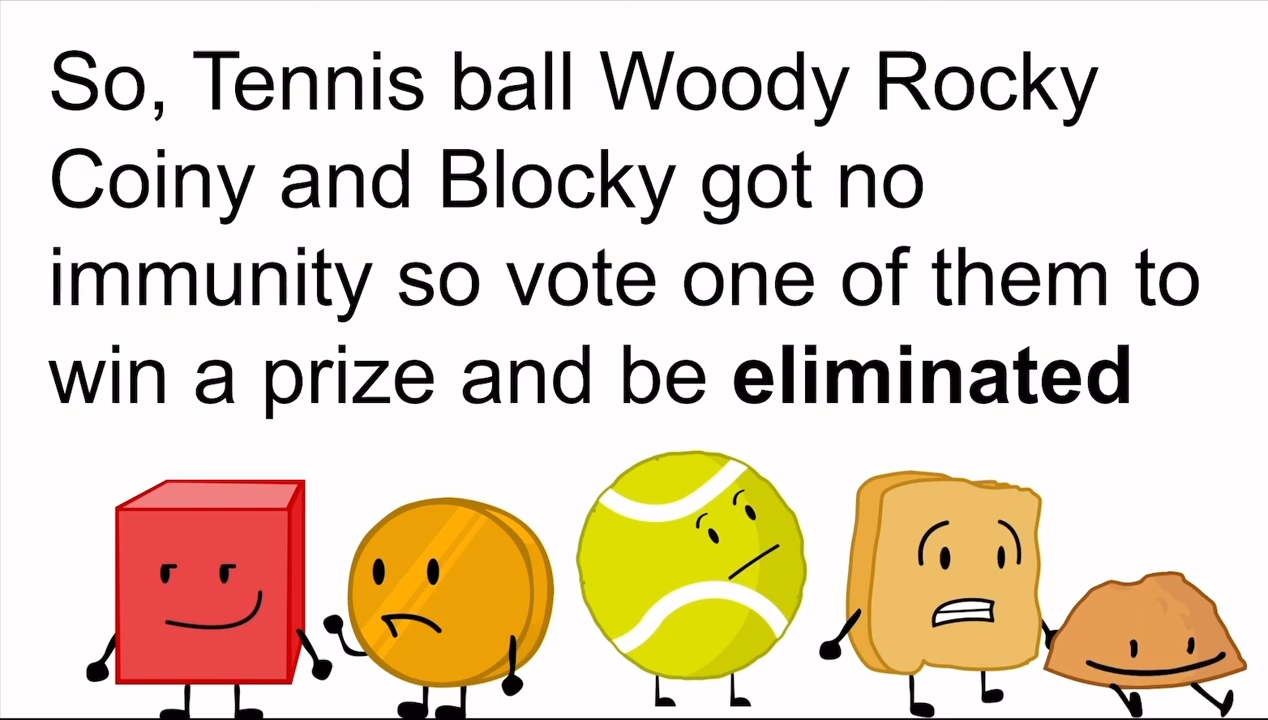 So, Tennis ball Woody Rocky
Coiny and Blocky got no
immunity so vote one of them to
win a prize and be eliminated